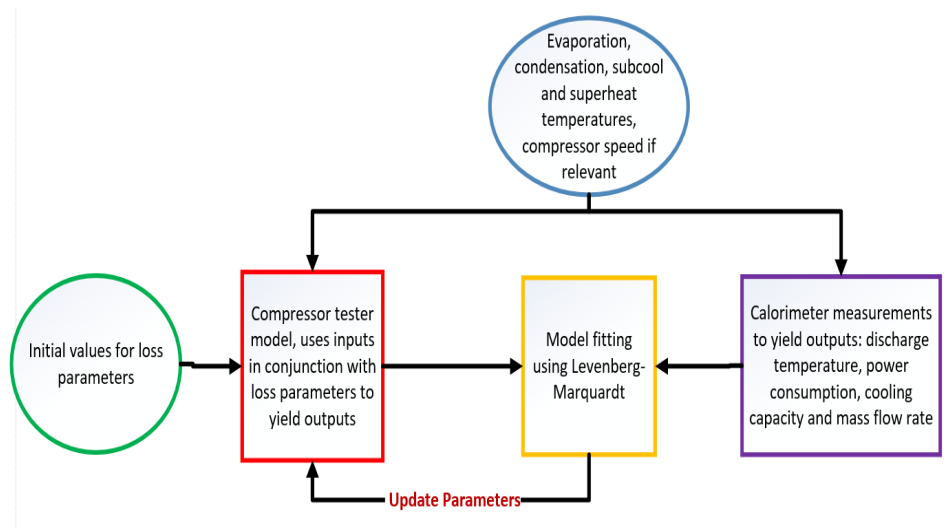 Evaporation,
condensation, subcool
and superheat
temperatures,
compressor speed if
relevant
Initial values for loss
parameters
Compressor tester
model, uses inputs
in conjunction with
loss parameters to
yield outputs
Model fitting
using Levenberg-
Marquardt
Calorimeter measurements
to yield outputs: discharge
temperature, power
consumption, cooling
capacity and mass flow rate
Update Parameters